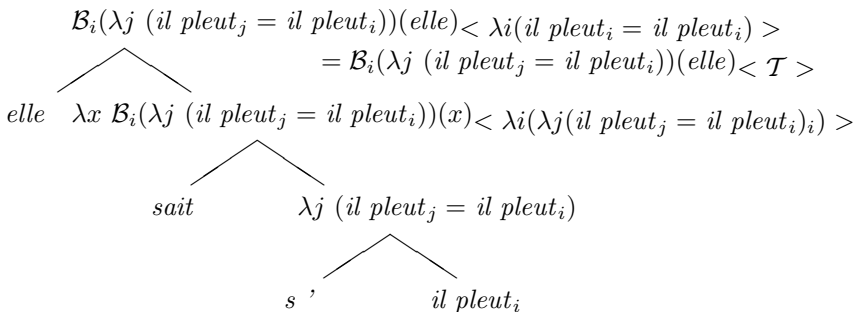 ℬᵢ(λj (il pleutⱼ = il pleutᵢ))(elle)< λi(il pleutᵢ = il pleutᵢ) >
= ℬᵢ(λj (il pleutⱼ = il pleutᵢ))(elle)< 𝒯 >
elle λx ℬᵢ(λj (il pleutⱼ = il pleutᵢ))(x)< λi(λj(il pleutⱼ = il pleutᵢ)ᵢ) >
sait λj (il pleutⱼ = il pleutᵢ)
s ’ il pleutᵢ